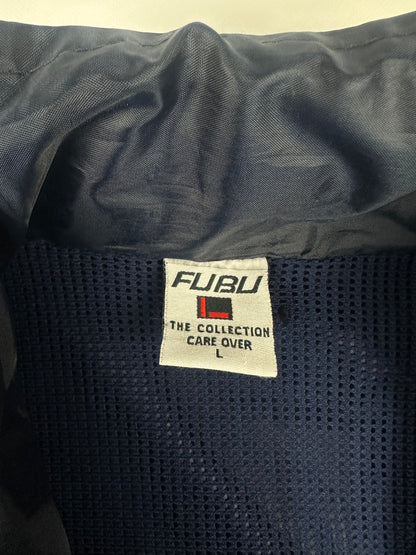 FUBU
THE COLLECTION
CARE OVER
L